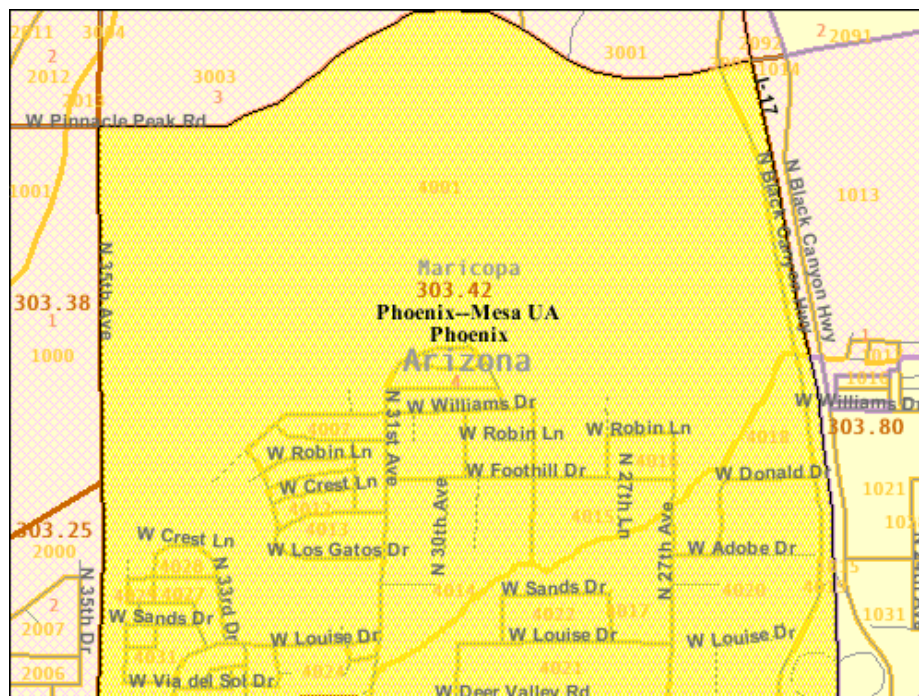 2011
3004
2
2092
2
2091
2012
3003
3001
1014
3
2013
I- 17
W Pinnacle Peak Rd
1001
4001
N Black Canyon Hwy
N Black Canyon Hwy
1013
N 35th Ave
Maricopa
303.42
303.38
Phoenix--Mesa UA
1
Phoenix
1000
Arizona
1
4
1016
W Williams Dr
W Williams Dr
N 31st Ave
4007
W Robin Ln
W Robin Ln
303.80
W Robin Ln
4018
4016
W Foothill Dr
W Donald Dr
W Crest Ln
N 30th Ave
N 27th Ln
1021
4012
4015
303.25
4013
N 27th Ave
W Crest Ln
W Los Gatos Dr
W Adobe Dr
2000
4028
N 33rd Dr
N 35th Dr
4014
W Sands Dr
4020
4027
2
W Sands Dr
4022
4017
1031
2007
W Louise Dr
W Louise Dr
W Louise Dr
4031
4024
4021
2006
W Via del Sol Dr
W Deer Valley Rd